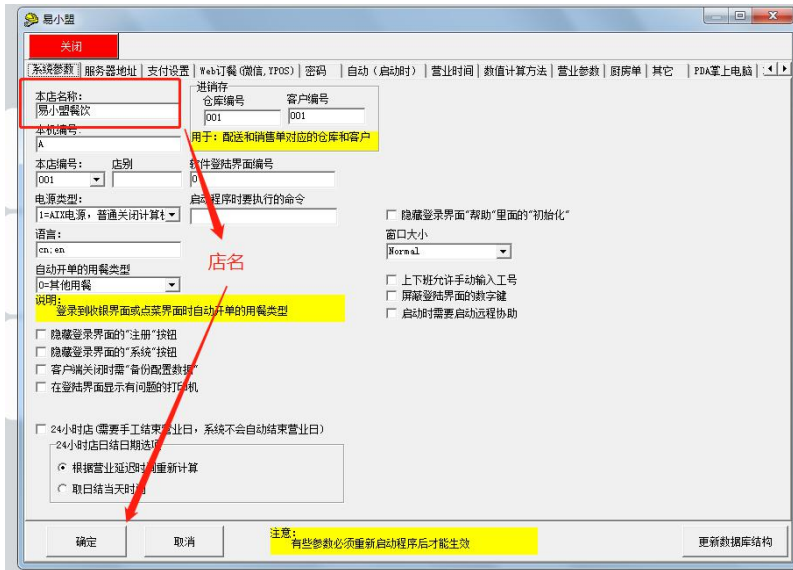 易小盟
关闭
系统参数 服务器地址 支付设置 Web订餐(微信,YPOS) 密码 自动(启动时) 营业时间 数值计算方法 营业参数 厨房单 其它 PDA掌上电脑
本店名称:
易小盟餐饮
进销存
仓库编号 客户编号
001 001
用于:配送和销售单对应的仓库和客户
本机编号:
A
本店编号: 店别 软件登陆界面编号
001 0
电源类型: 启动程序时要执行的命令
1=ATX电源,普通关闭计算机
隐藏登录界面"帮助"里面的"初始化"
语言: 窗口大小
cn;en Normal
店名
自动开单的用餐类型
0=其他用餐
上下班允许手动输入工号
屏蔽登陆界面的数字键
启动时需要启动远程协助
说明:
登录到收银界面或点菜界面时自动开单的用餐类型
隐藏登录界面的"注册"按钮
隐藏登录界面的"系统"按钮
客户端关闭时需"备份配置数据"
在登陆界面显示有问题的打印机
24小时店(需要手工结束营业日,系统不会自动结束营业日)
24小时店日结日期选项
根据营业延迟时间重新计算
取日结当天时间
确定 取消
注意:
有些参数必须重新启动程序后才能生效
更新数据库结构